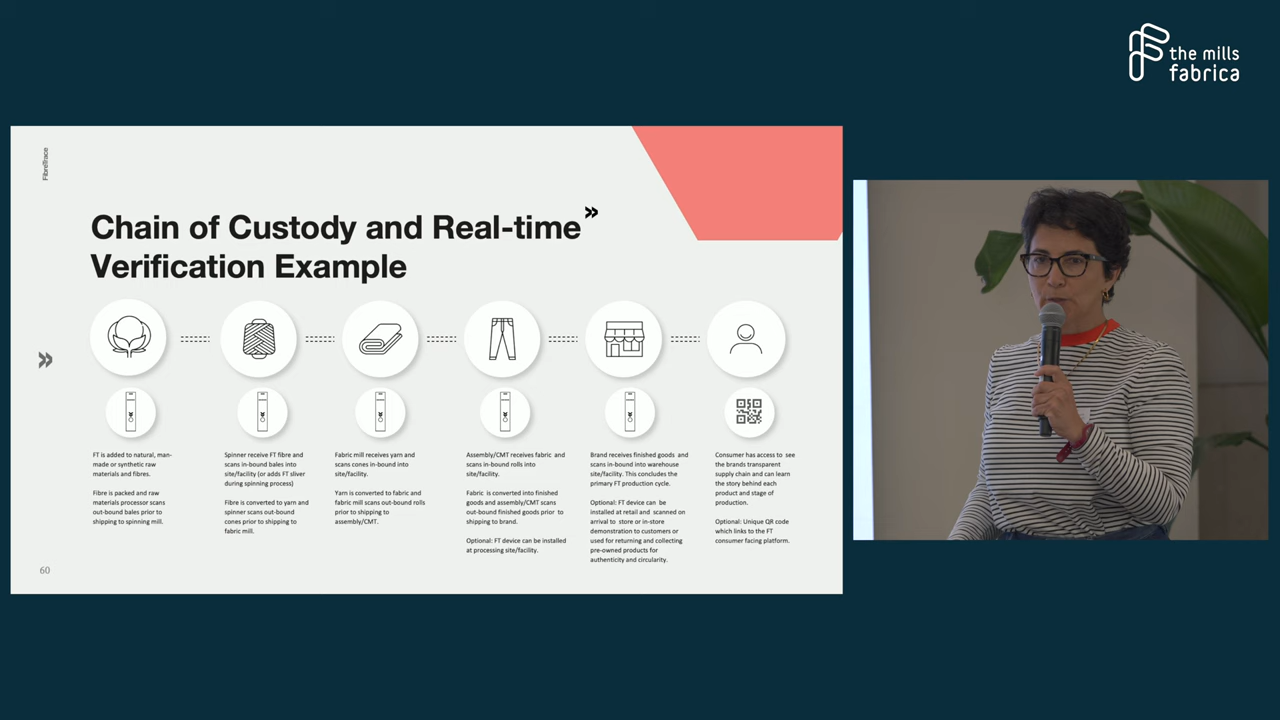 the mills
fabrica
FibreTrace
Chain of Custody and Real-time
Verification Example
FT is added to natural, man-
made or synthetic raw
materials and fibres.
Fibre is packed and raw
materials processor scans
out-bound bales prior to
shipping to spinning mill.
Spinner receive FT fibre and
scans in-bound bales into
site/facility (or adds FT sliver
during spinning process)
Fibre is converted to yarn and
spinner scans out-bound
cones prior to shipping to
fabric mill.
Fabric mill receives yarn and
scans cones in-bound into
site/facility.
Yarn is converted to fabric and
fabric mill scans out-bound rolls
prior to shipping to
assembly/CMT.
Assembly/CMT receives fabric and
scans in-bound rolls into
site/facility.
Fabric is converted into finished
goods and assembly/CMT scans
out-bound finished goods prior to
shipping to brand.
Optional: FT device can be installed
at processing site/facility.
Brand receives finished goods and
scans in-bound into warehouse
site/facility. This concludes the
primary FT production cycle.
Optional: FT device can be
installed at retail and scanned on
arrival to store or in-store
demonstration to customers or
used for returning and collecting
pre-owned products for
authenticity and circularity.
Consumer has access to see
the brands transparent
supply chain and can learn
the story behind each
product and stage of
production.
Optional: Unique QR code
which links to the FT
consumer facing platform.
60